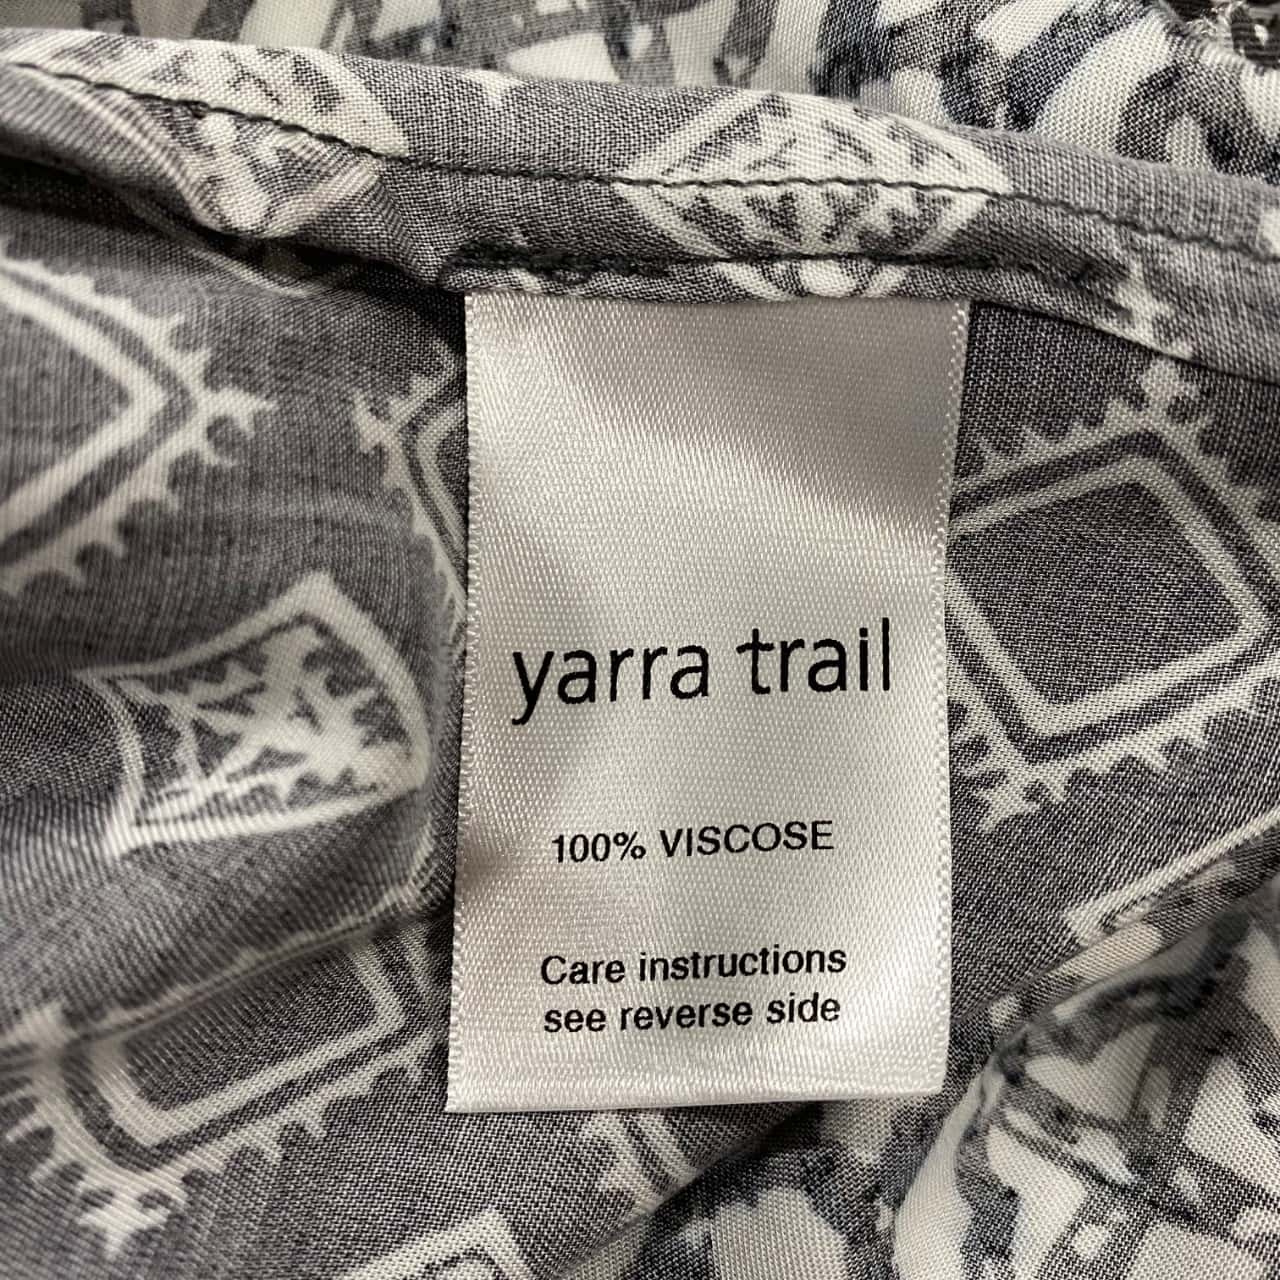 yarra trail
100% VISCOSE
Care instructions
see reverse side